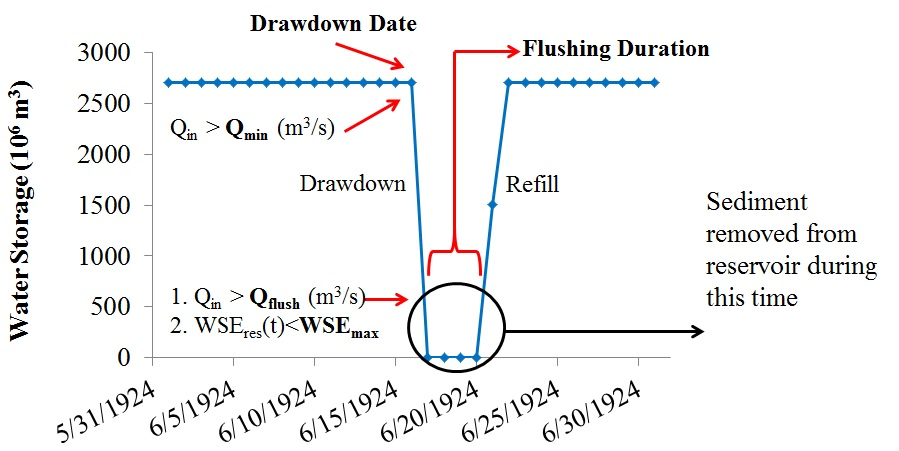 Drawdown Date
Flushing Duration
3000
2500
2000
1500
1000
500
0
Water Storage (10⁶ m³)
Qin > Qmin (m³/s)
Drawdown
Refill
1. Qin > Qflush (m³/s)
2. WSEres(t)<WSEmax
Sediment
removed from
reservoir during
this time
5/31/1924
6/5/1924
6/10/1924
6/15/1924
6/20/1924
6/25/1924
6/30/1924